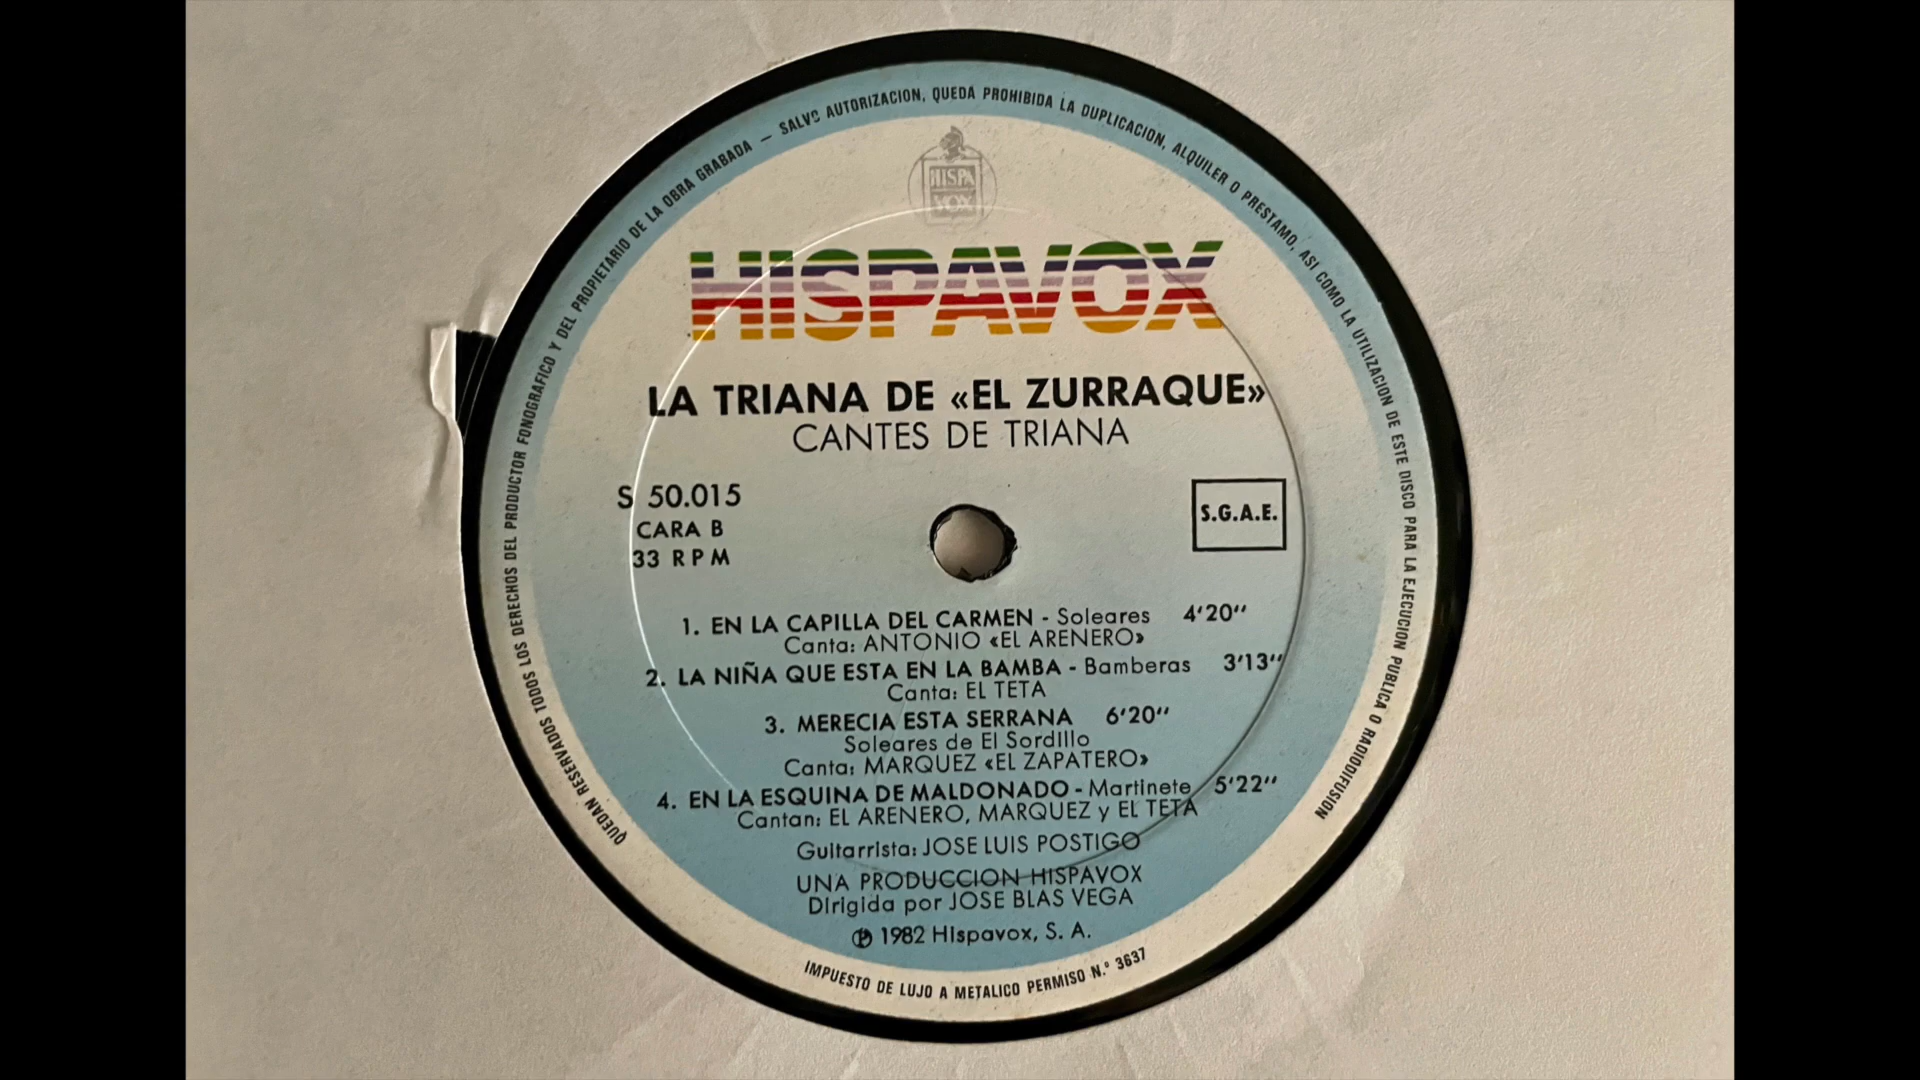 QUEDAN RESERVADOS TODOS LOS DERECHOS DEL PRODUCTOR FONOGRAFICO Y DEL PROPIETARIO DE LA OBRA GRABADA — SALVO AUTORIZACION, QUEDA PROHIBIDA LA DUPLICACION, ALQUILER O PRESTAMO, ASI COMO LA UTILIZACION DE ESTE DISCO PARA LA EJECUCION PUBLICA O RADIODIFUSION
HISPA
VOX
HISPAVOX
LA TRIANA DE «EL ZURRAQUE»
CANTES DE TRIANA
S 50.015
CARA B
33 RPM
S.G.A.E.
1. EN LA CAPILLA DEL CARMEN - Soleares 4'20''
Canta: ANTONIO «EL ARENERO»
2. LA NIÑA QUE ESTA EN LA BAMBA - Bamberas 3'13''
Canta: EL TETA
3. MERECIA ESTA SERRANA 6'20''
Soleares de El Sordillo
Canta: MARQUEZ «EL ZAPATERO»
4. EN LA ESQUINA DE MALDONADO - Martinete 5'22''
Cantan: EL ARENERO, MARQUEZ y EL TETA
Guitarrista: JOSE LUIS POSTIGO
UNA PRODUCCION HISPAVOX
Dirigida por JOSE BLAS VEGA
℗ 1982 Hispavox, S. A.
IMPUESTO DE LUJO A METALICO PERMISO N.º 3637